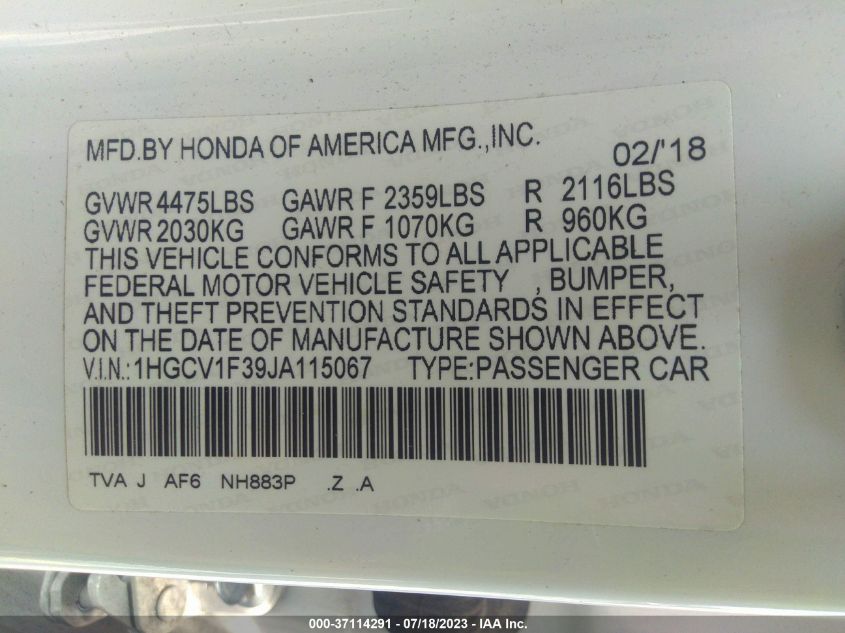 MFD.BY HONDA OF AMERICA MFG.,INC. 02/'18
GVWR 4475LBS GAWR F 2359LBS R 2116LBS
GVWR 2030KG GAWR F 1070KG R 960KG
THIS VEHICLE CONFORMS TO ALL APPLICABLE
FEDERAL MOTOR VEHICLE SAFETY , BUMPER,
AND THEFT PREVENTION STANDARDS IN EFFECT
ON THE DATE OF MANUFACTURE SHOWN ABOVE.
V.I.N.:1HGCV1F39JA115067 TYPE:PASSENGER CAR
TVA J AF6 NH883P .Z .A
000-37114291 - 07/18/2023 - IAA Inc.